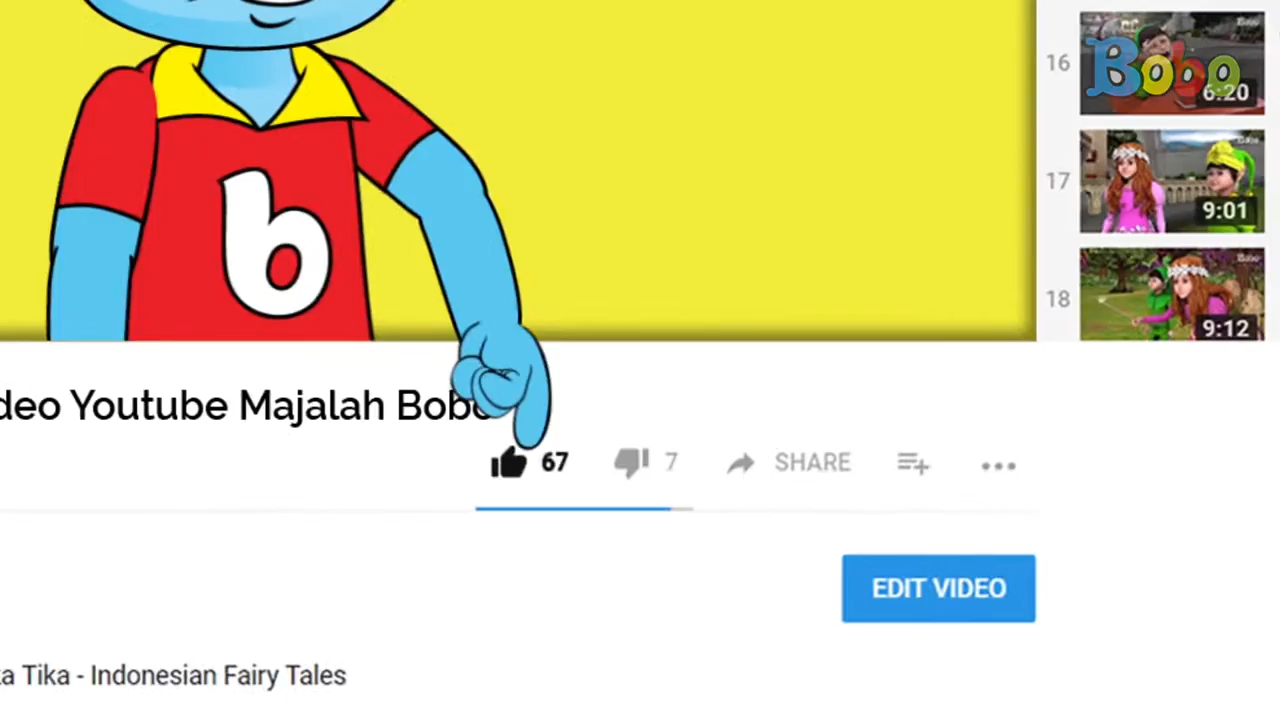 Bobo
16
6:20
17
9:01
18
9:12
b
deo Youtube Majalah Bobo
67
7
SHARE
EDIT VIDEO
a Tika - Indonesian Fairy Tales